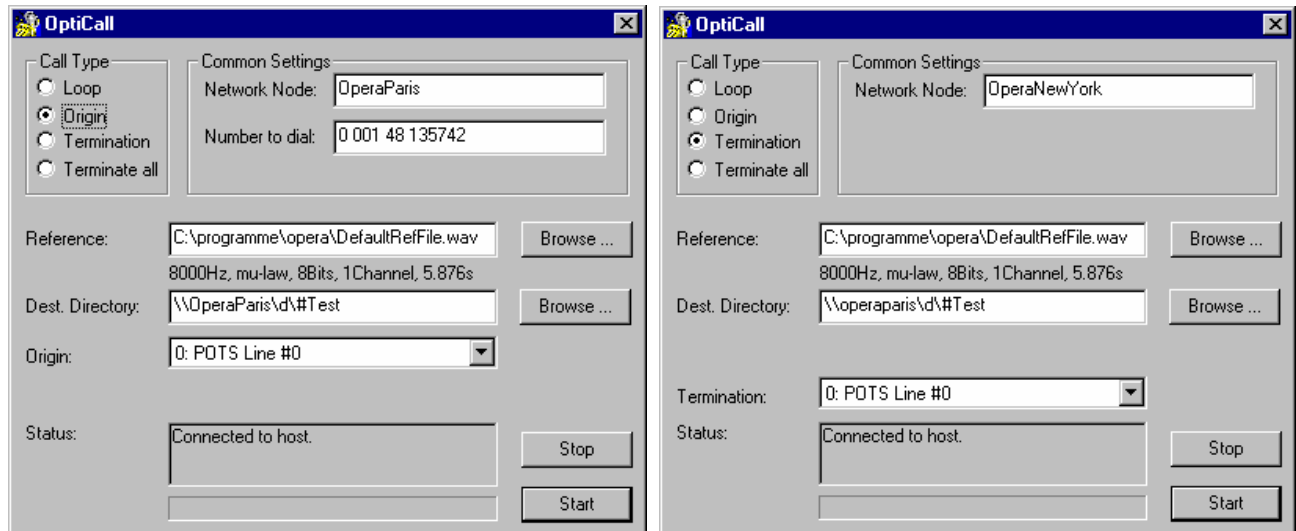 OptiCall
Call Type
Loop
Origin
Termination
Terminate all
Common Settings
Network Node: OperaParis
Number to dial: 0 001 48 135742
Reference: C:\programme\opera\DefaultRefFile.wav Browse ...
8000Hz, mu-law, 8Bits, 1Channel, 5.876s
Dest. Directory: \\OperaParis\d\#Test Browse ...
Origin: 0: POTS Line #0
Status: Connected to host.
Stop
Start
OptiCall
Call Type
Loop
Origin
Termination
Terminate all
Common Settings
Network Node: OperaNewYork
Reference: C:\programme\opera\DefaultRefFile.wav Browse ...
8000Hz, mu-law, 8Bits, 1Channel, 5.876s
Dest. Directory: \\operaparis\d\#Test Browse ...
Termination: 0: POTS Line #0
Status: Connected to host.
Stop
Start